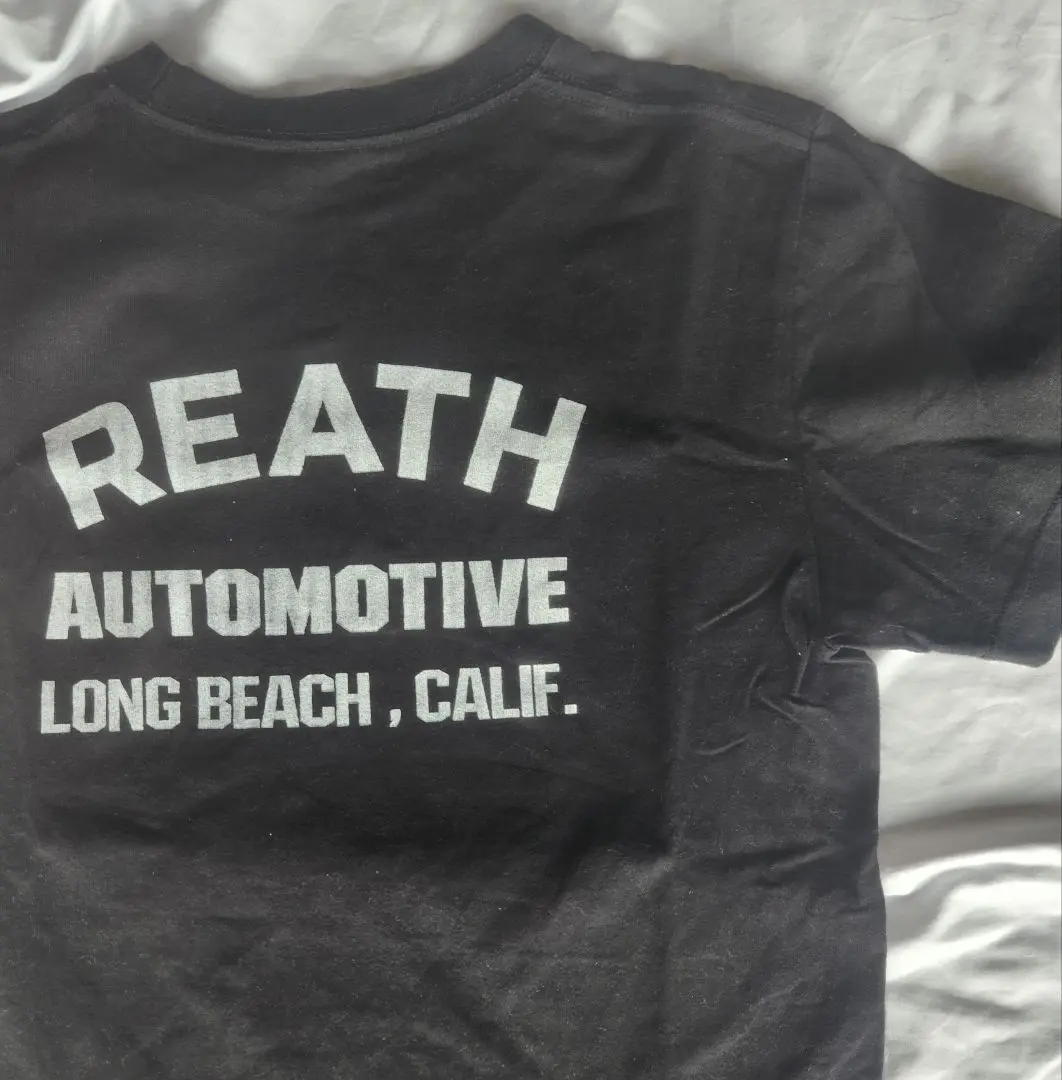 REATH
AUTOMOTIVE
LONG BEACH , CALIF.